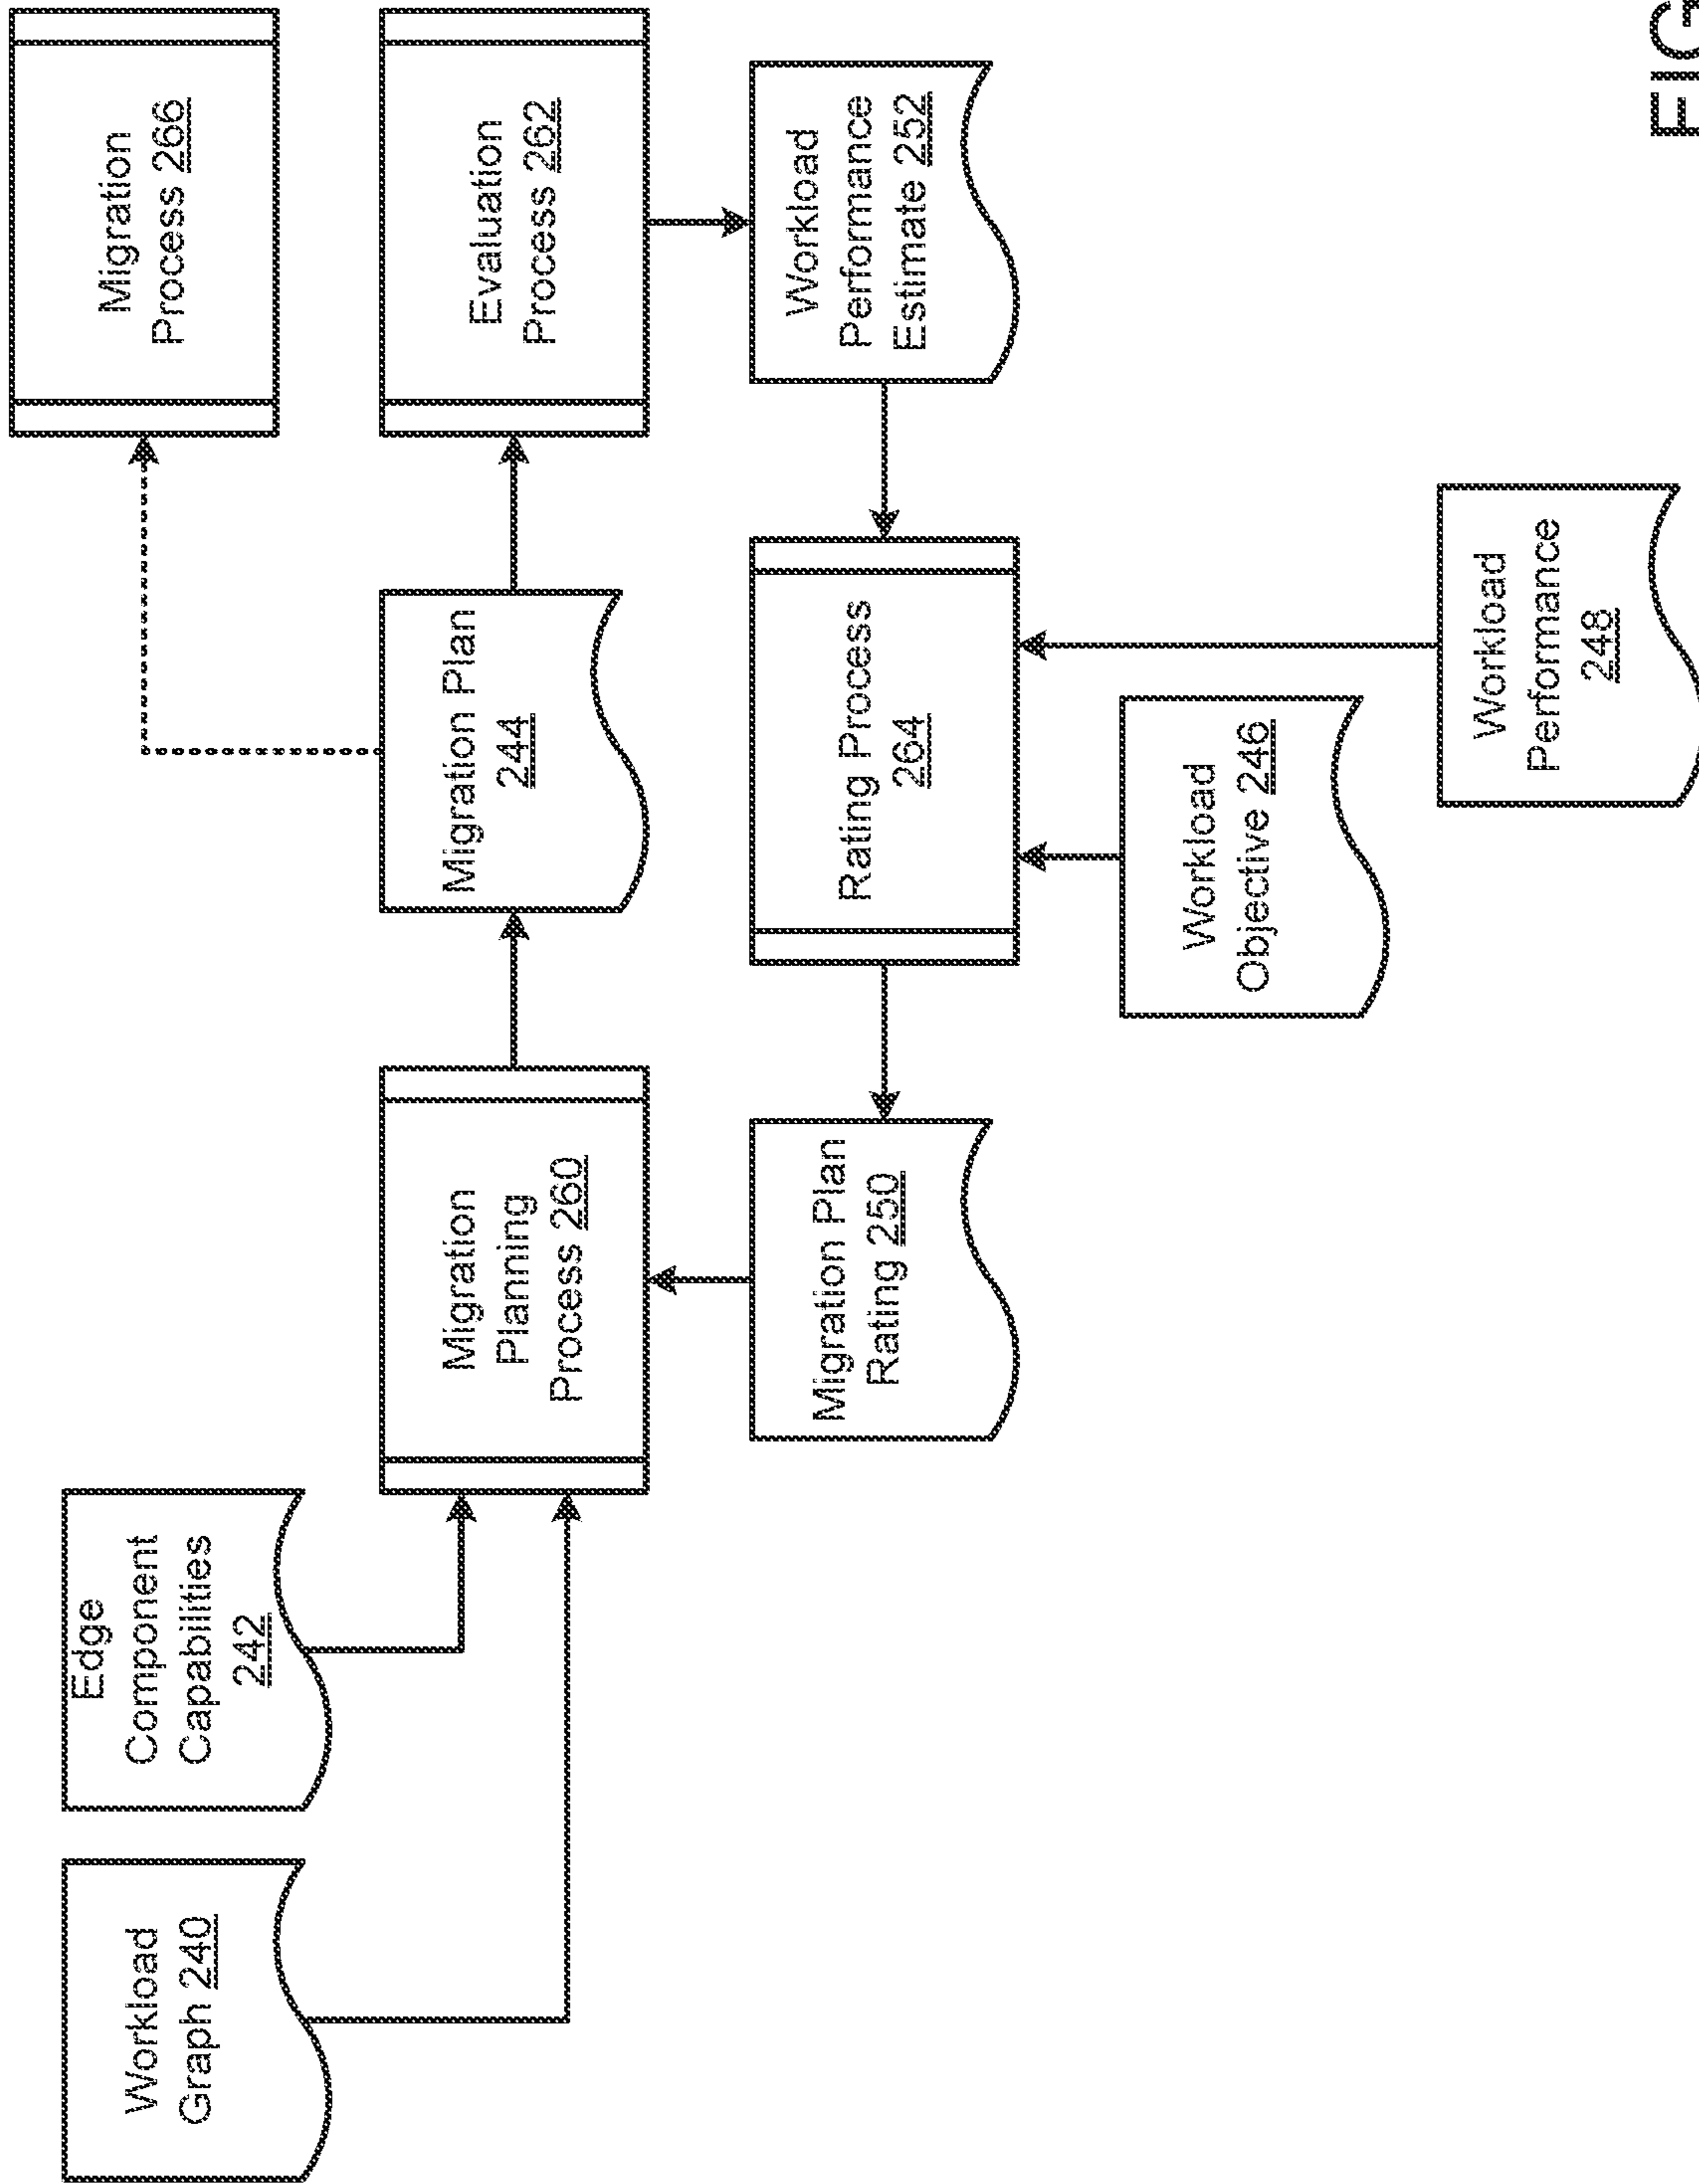 Workload
Graph 240
Edge
Component
Capabilities
242
Migration
Planning
Process 260
Migration Plan
244
Migration
Process 266
Evaluation
Process 262
Migration Plan
Rating 250
Rating Process
264
Workload
Performance
Estimate 252
Workload
Objective 246
Workload
Performance
248
FIG